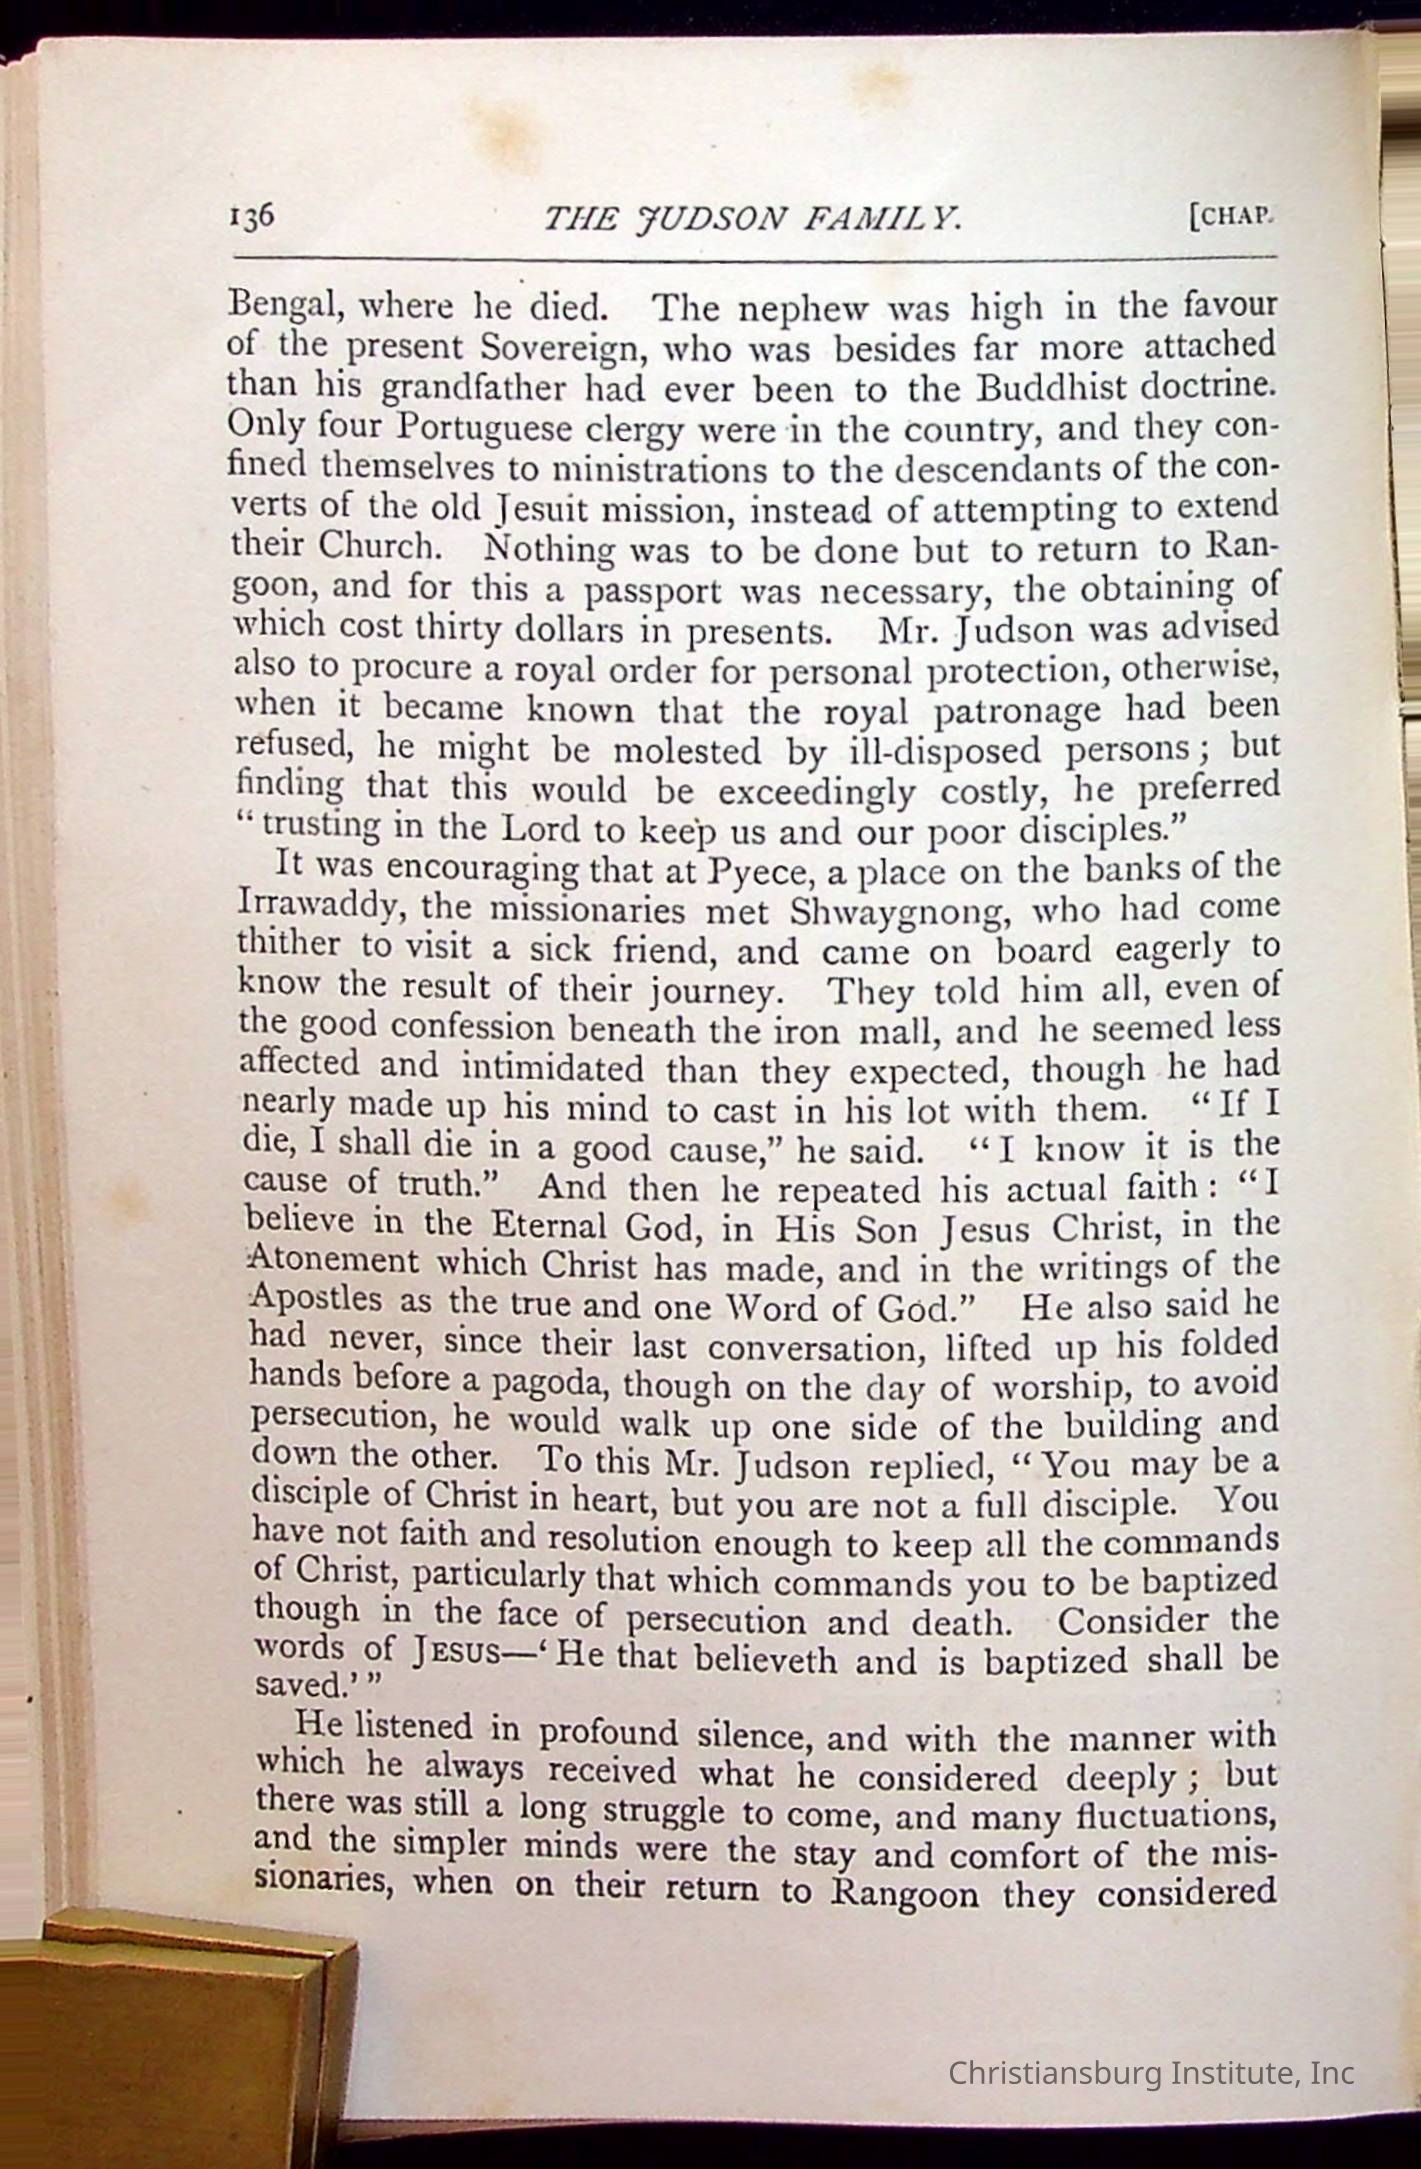 136 THE JUDSON FAMILY. [CHAP.
Bengal, where he died. The nephew was high in the favour
of the present Sovereign, who was besides far more attached
than his grandfather had ever been to the Buddhist doctrine.
Only four Portuguese clergy were in the country, and they con-
fined themselves to ministrations to the descendants of the con-
verts of the old Jesuit mission, instead of attempting to extend
their Church. Nothing was to be done but to return to Ran-
goon, and for this a passport was necessary, the obtaining of
which cost thirty dollars in presents. Mr. Judson was advised
also to procure a royal order for personal protection, otherwise,
when it became known that the royal patronage had been
refused, he might be molested by ill-disposed persons; but
finding that this would be exceedingly costly, he preferred
“trusting in the Lord to keep us and our poor disciples.”
It was encouraging that at Pyece, a place on the banks of the
Irrawaddy, the missionaries met Shwaygnong, who had come
thither to visit a sick friend, and came on board eagerly to
know the result of their journey. They told him all, even of
the good confession beneath the iron mall, and he seemed less
affected and intimidated than they expected, though he had
nearly made up his mind to cast in his lot with them. “If I
die, I shall die in a good cause,” he said. “I know it is the
cause of truth.” And then he repeated his actual faith: “I
believe in the Eternal God, in His Son Jesus Christ, in the
Atonement which Christ has made, and in the writings of the
Apostles as the true and one Word of God.” He also said he
had never, since their last conversation, lifted up his folded
hands before a pagoda, though on the day of worship, to avoid
persecution, he would walk up one side of the building and
down the other. To this Mr. Judson replied, “You may be a
disciple of Christ in heart, but you are not a full disciple. You
have not faith and resolution enough to keep all the commands
of Christ, particularly that which commands you to be baptized
though in the face of persecution and death. Consider the
words of JESUS—‘He that believeth and is baptized shall be
saved.’”
He listened in profound silence, and with the manner with
which he always received what he considered deeply; but
there was still a long struggle to come, and many fluctuations,
and the simpler minds were the stay and comfort of the mis-
sionaries, when on their return to Rangoon they considered
Christiansburg Institute, Inc